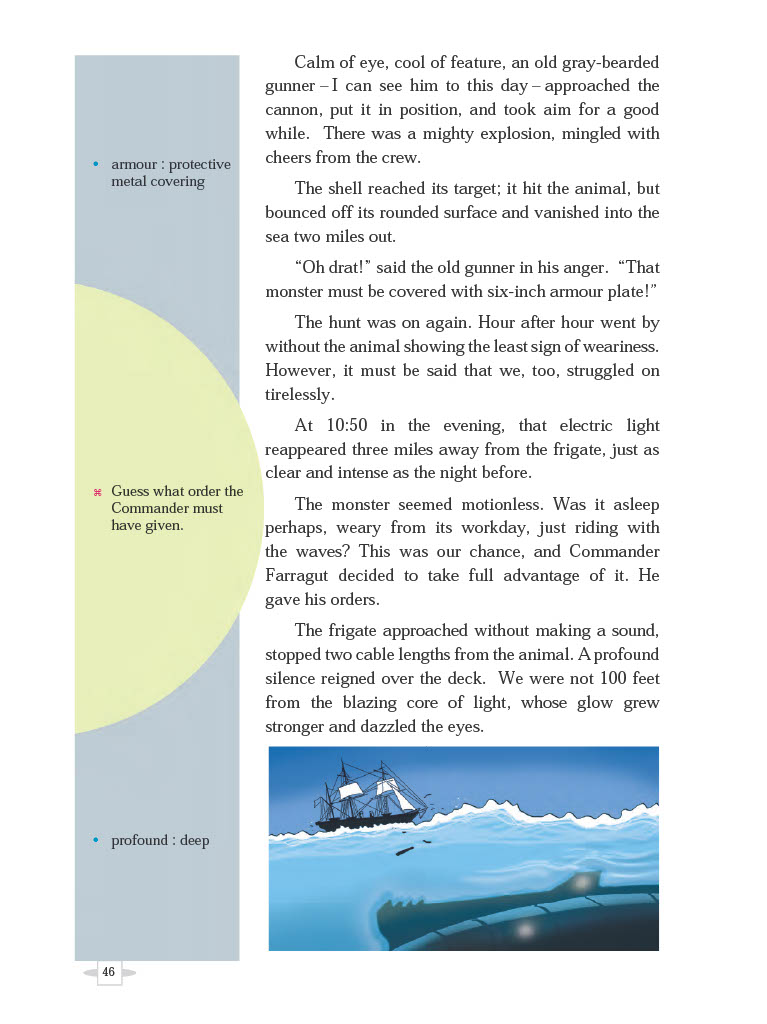 Calm of eye, cool of feature, an old gray-bearded
gunner – I can see him to this day – approached the
cannon, put it in position, and took aim for a good
while. There was a mighty explosion, mingled with
cheers from the crew.
The shell reached its target; it hit the animal, but
bounced off its rounded surface and vanished into the
sea two miles out.
“Oh drat!” said the old gunner in his anger. “That
monster must be covered with six-inch armour plate!”
The hunt was on again. Hour after hour went by
without the animal showing the least sign of weariness.
However, it must be said that we, too, struggled on
tirelessly.
At 10:50 in the evening, that electric light
reappeared three miles away from the frigate, just as
clear and intense as the night before.
The monster seemed motionless. Was it asleep
perhaps, weary from its workday, just riding with
the waves? This was our chance, and Commander
Farragut decided to take full advantage of it. He
gave his orders.
The frigate approached without making a sound,
stopped two cable lengths from the animal. A profound
silence reigned over the deck. We were not 100 feet
from the blazing core of light, whose glow grew
stronger and dazzled the eyes.
• armour : protective
metal covering
⌘ Guess what order the
Commander must
have given.
• profound : deep
46